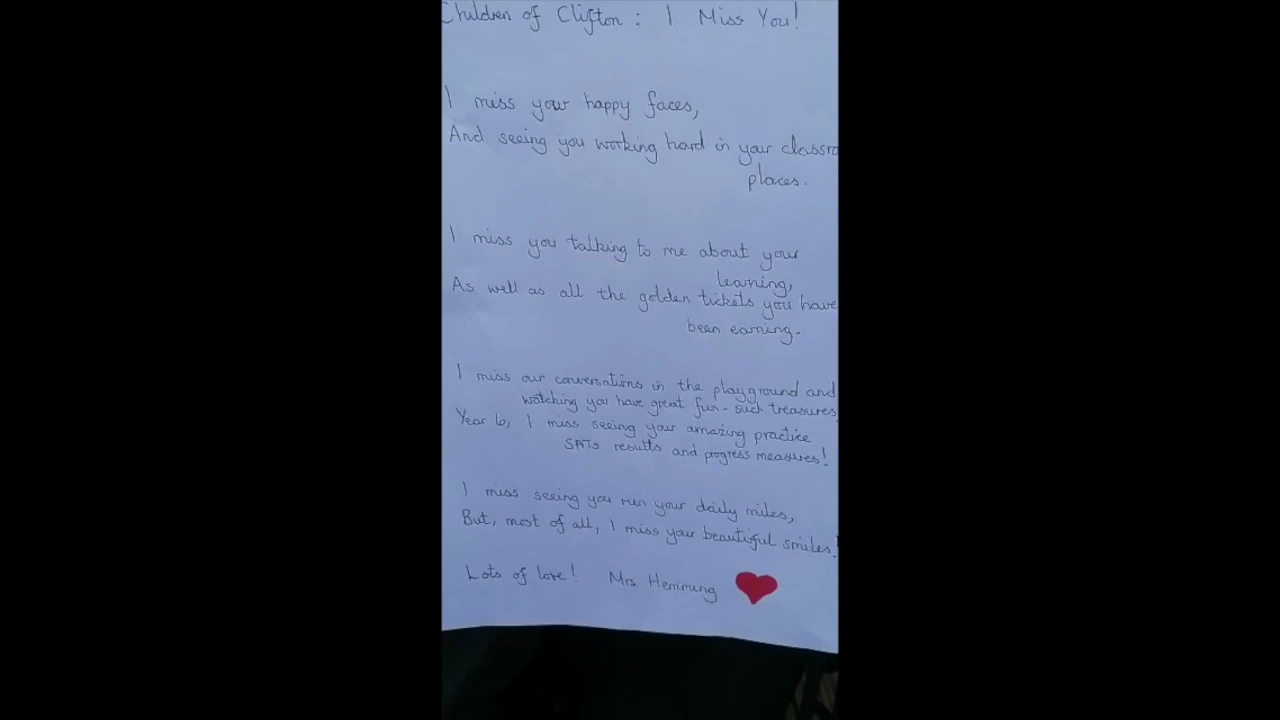 Children of Clifton : I Miss You!
I miss your happy faces,
And seeing you working hard in your classro
places.
I miss you talking to me about your
learning,
As well as all the golden tickets you have
been earning.
I miss our conversations in the playground and
watching you have great fun - such treasures
Year 6, I miss seeing your amazing practice
SATs results and progress measures!
I miss seeing you run your daily miles,
But, most of all, I miss your beautiful smiles!
Lots of love! Mrs Hemming